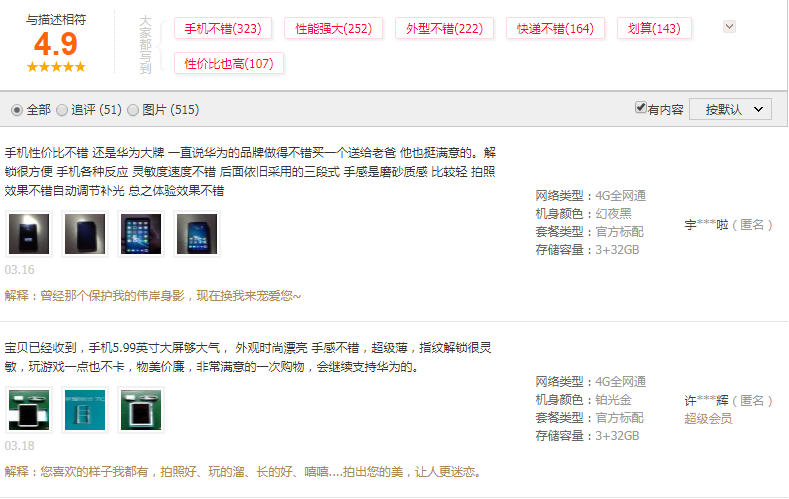 与描述相符
4.9
大家都写到
手机不错(323)
性能强大(252)
外型不错(222)
快递不错(164)
划算(143)
性价比也高(107)
全部 追评 (51) 图片 (515)
有内容 按默认
手机性价比不错 还是华为大牌 一直说华为的品牌做得不错买一个送给老爸 他也挺满意的。解
锁很方便 手机各种反应 灵敏度速度不错 后面依旧采用的三段式 手感是磨砂质感 比较轻 拍照
效果不错自动调节补光 总之体验效果不错
03.16
解释：曾经那个保护我的伟岸身影，现在换我来宠爱您~
网络类型：4G全网通
机身颜色：幻夜黑
套餐类型：官方标配
存储容量：3+32GB
宇***啦（匿名）
宝贝已经收到，手机5.99英寸大屏够大气， 外观时尚漂亮 手感不错，超级薄，指纹解锁很灵
敏，玩游戏一点也不卡，物美价廉，非常满意的一次购物，会继续支持华为的。
03.18
解释：您喜欢的样子我都有，拍照好、玩的溜、长的好、嘻嘻....拍出您的美，让人更迷恋。
网络类型：4G全网通
机身颜色：铂光金
套餐类型：官方标配
存储容量：3+32GB
许***辉（匿名）
超级会员